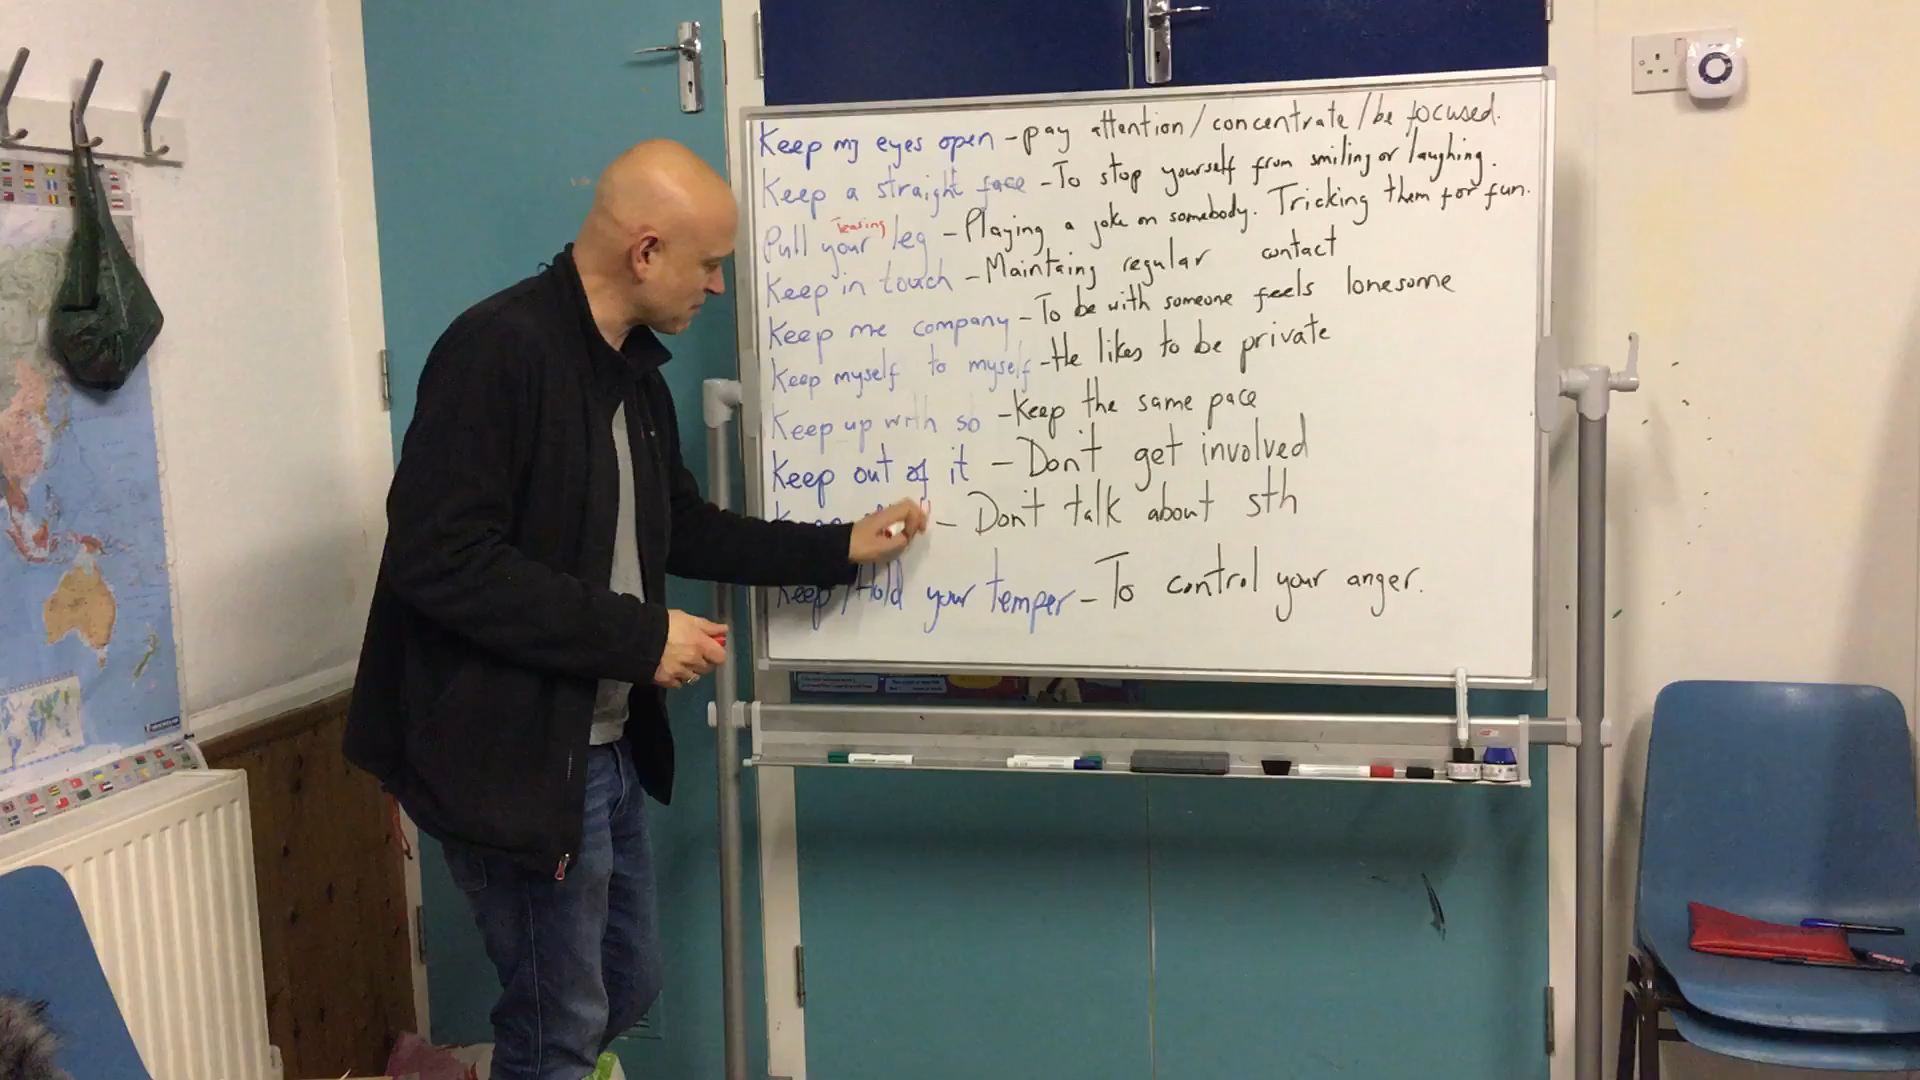 Keep my eyes open - pay attention / concentrate / be focused.
Keep a straight face - To stop yourself from smiling or laughing.
Teasing
Pull your leg - Playing a joke on somebody. Tricking them for fun.
Keep in touch - Maintaing regular contact
Keep me company - To be with someone feels lonesome
Keep myself to myself - He likes to be private
Keep up with so - Keep the same pace
Keep out of it - Don't get involved
Keep - Don't talk about sth
Keep / Hold your temper - To control your anger.